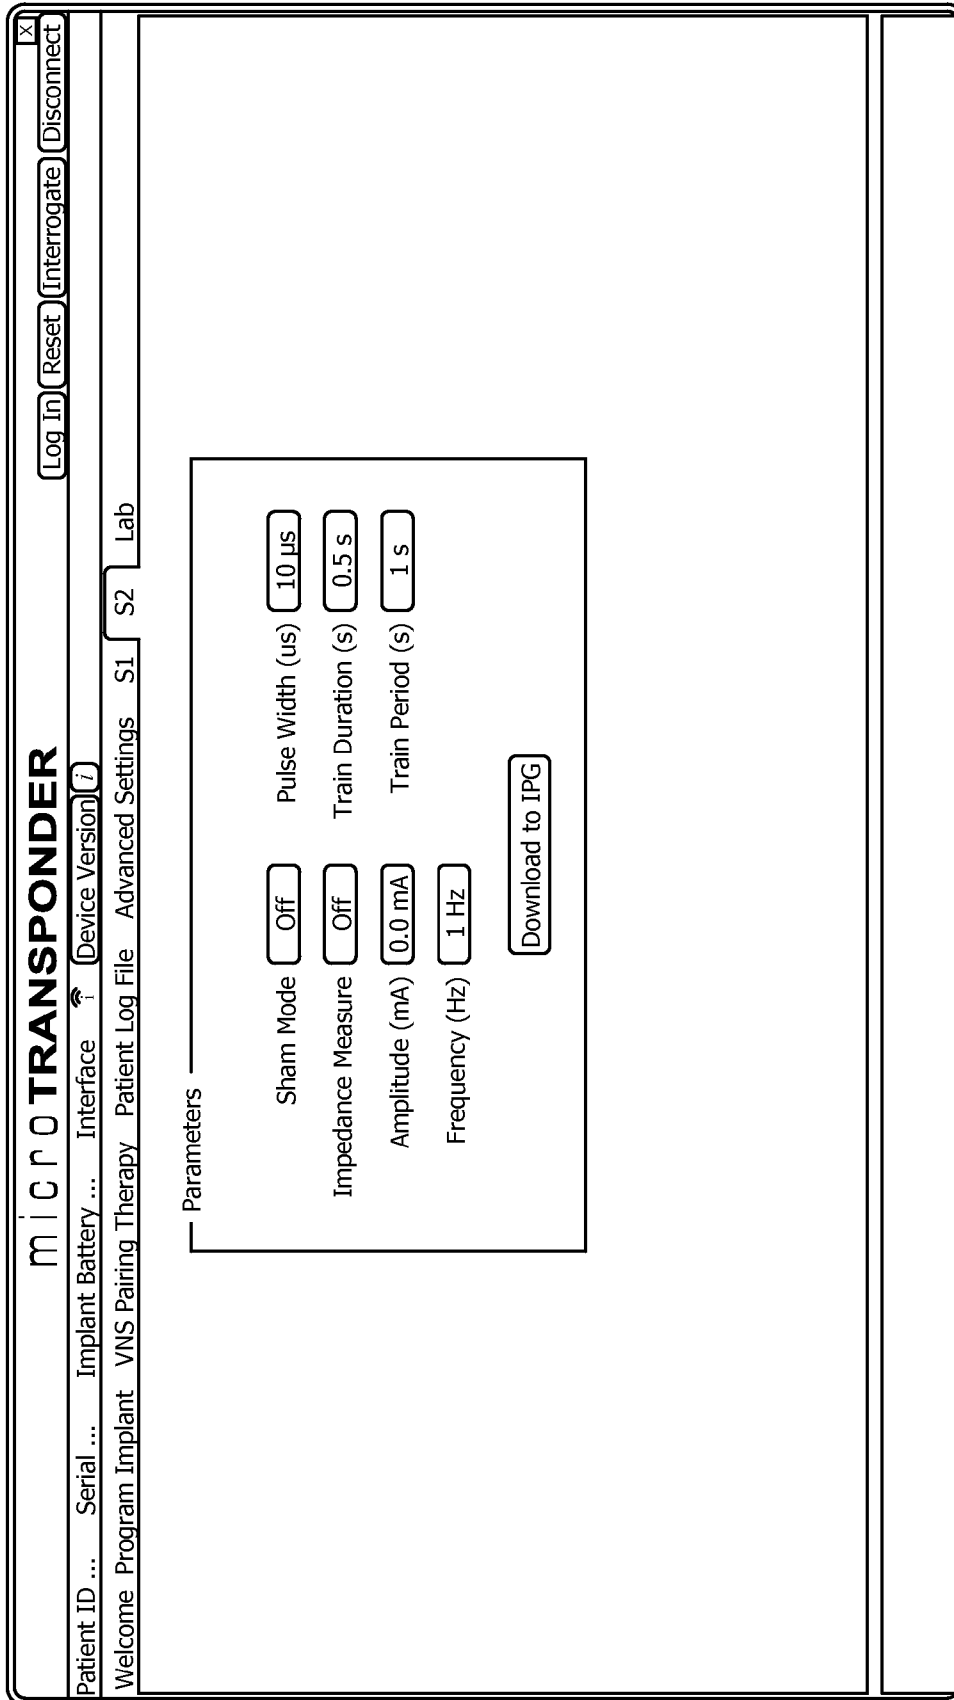 X
microTRANSPONDER
Log In Reset Interrogate Disconnect
Patient ID ... Serial ... Implant Battery ... Interface i Device Version i
Welcome Program Implant VNS Pairing Therapy Patient Log File Advanced Settings S1 S2 Lab
Parameters
Sham Mode Off Pulse Width (us) 10 µs
Impedance Measure Off Train Duration (s) 0.5 s
Amplitude (mA) 0.0 mA Train Period (s) 1 s
Frequency (Hz) 1 Hz
Download to IPG